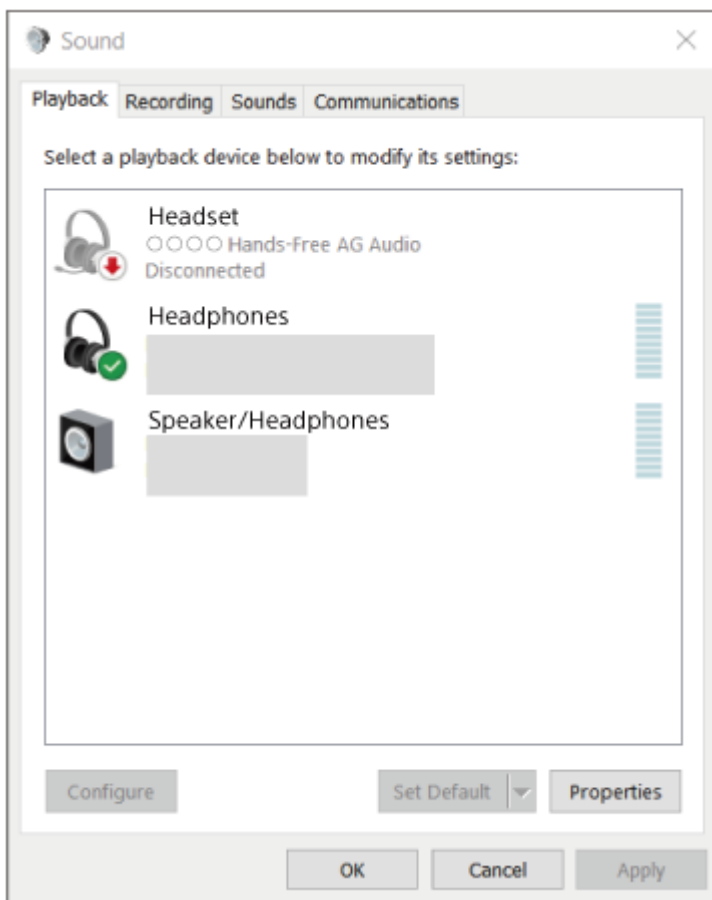 Sound
Playback Recording Sounds Communications
Select a playback device below to modify its settings:
Headset
○○○○ Hands-Free AG Audio
Disconnected
Headphones
Speaker/Headphones
Configure Set Default Properties
OK Cancel Apply